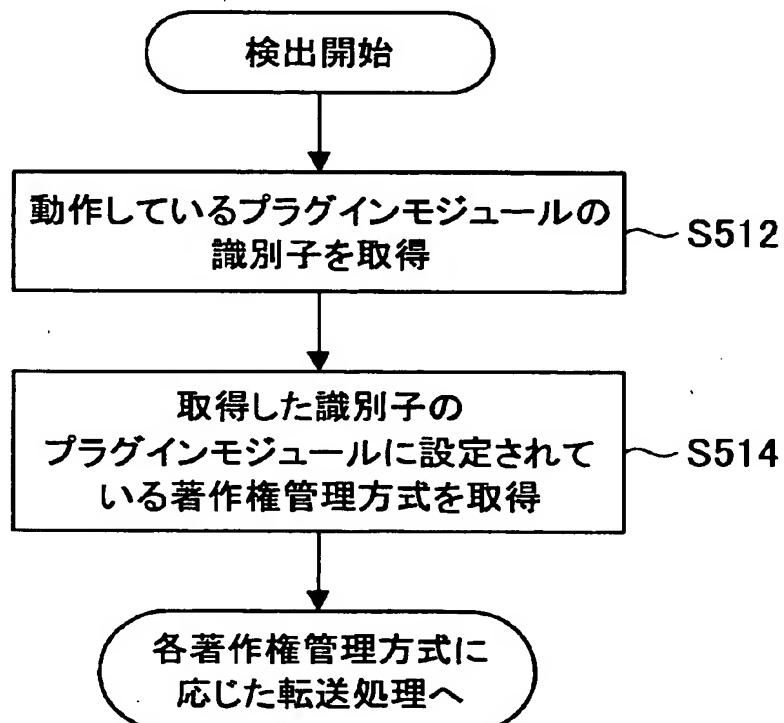 検出開始
動作しているプラグインモジュールの
識別子を取得
S512
取得した識別子の
プラグインモジュールに設定されて
いる著作権管理方式を取得
S514
各著作権管理方式に
応じた転送処理へ